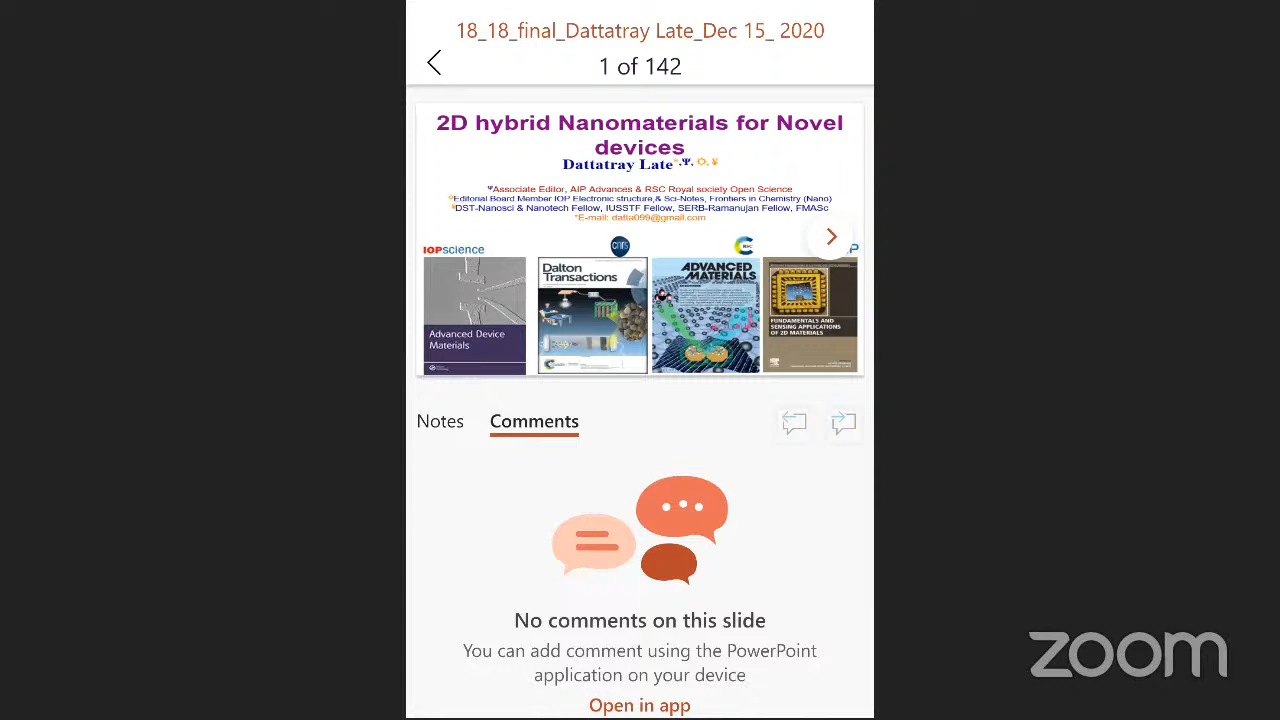 18_18_final_Dattatray Late_Dec 15_ 2020
1 of 142
2D hybrid Nanomaterials for Novel
devices
Dattatray Late*,Ψ,
ΨAssociate Editor, AIP Advances & RSC Royal society Open Science
Editorial Board Member IOP Electronic structure,& Sci-Notes, Frontiers in Chemistry (Nano)
¥DST-Nanosci & Nanotech Fellow, IUSSTF Fellow, SERB-Ramanujan Fellow, FMASc
*E-mail: datta099@gmail.com
IOPscience
cnrs
RSC
Advanced Device
Materials
Dalton
Transactions
ADVANCED
MATERIALS
FUNDAMENTALS AND
SENSING APPLICATIONS
OF 2D MATERIALS
Notes
Comments
No comments on this slide
You can add comment using the PowerPoint
application on your device
Open in app
zoom